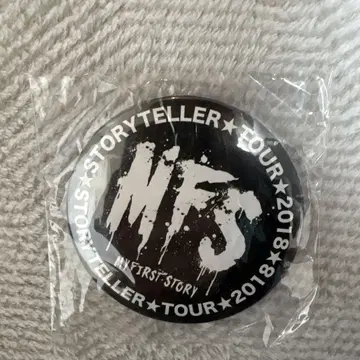 STORYTELLER★TOUR★2018★STORYTELLER★TOUR★2018★
MFS
MY FIRST STORY